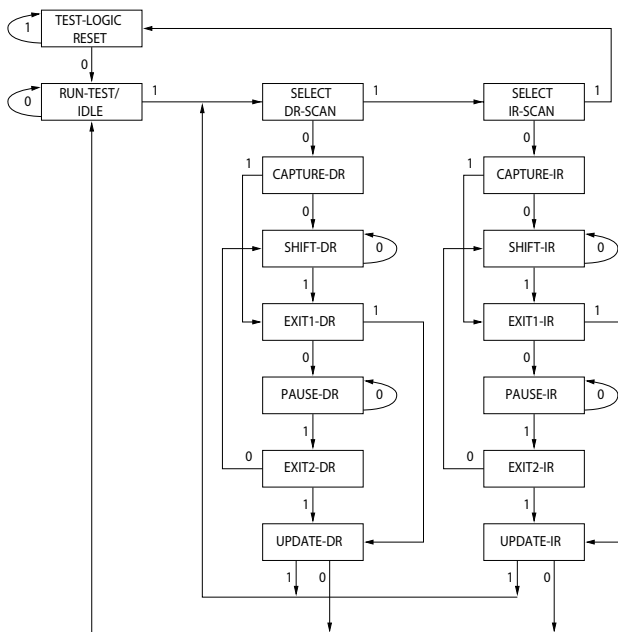 1
TEST-LOGIC
RESET
0
0
RUN-TEST/
IDLE
1
SELECT
DR-SCAN
1
SELECT
IR-SCAN
1
0
0
1
CAPTURE-DR
1
CAPTURE-IR
0
0
SHIFT-DR
0
SHIFT-IR
0
1
1
EXIT1-DR
1
EXIT1-IR
1
0
0
PAUSE-DR
0
PAUSE-IR
0
1
1
0
EXIT2-DR
0
EXIT2-IR
1
1
UPDATE-DR
UPDATE-IR
1
0
1
0